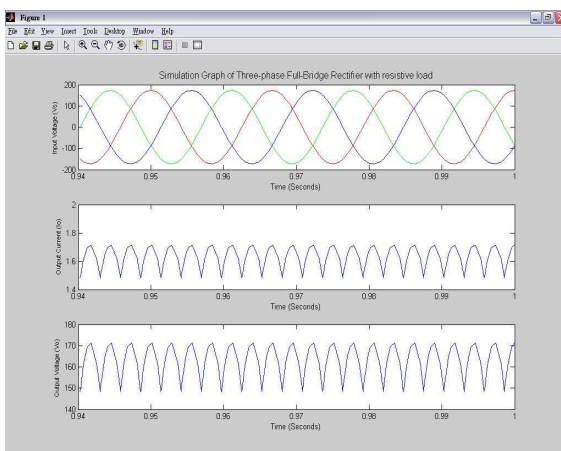 Figure 1
File Edit View Insert Tools Desktop Window Help
Simulation Graph of Three-phase Full-Bridge Rectifier with resistive load
200
100
0
-100
-200
Input Voltage (Vs)
0.94 0.95 0.96 0.97 0.98 0.99 1
Time (Seconds)
2
1.8
1.6
1.4
Output Current (Io)
0.94 0.95 0.96 0.97 0.98 0.99 1
Time (Seconds)
180
170
160
150
140
Output Voltage (Vo)
0.94 0.95 0.96 0.97 0.98 0.99 1
Time (Seconds)